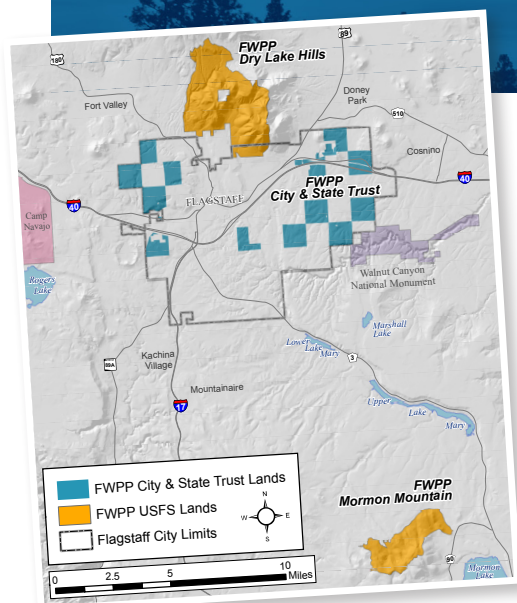 89
FWPP
Dry Lake Hills
180
Fort Valley
Doney
Park
510
Cosnino
FWPP
City & State Trust
40
FLAGSTAFF
Camp
Navajo
40
Rogers
Lake
Walnut Canyon
National Monument
Marshall
Lake
Lower
Lake
Mary
3
Kachina
Village
89A
Mountainaire
17
Upper
Lake
Mary
FWPP City & State Trust Lands
FWPP USFS Lands
Flagstaff City Limits
N
W
E
S
FWPP
Mormon Mountain
90
Mormon
Lake
0
2.5
5
10
Miles